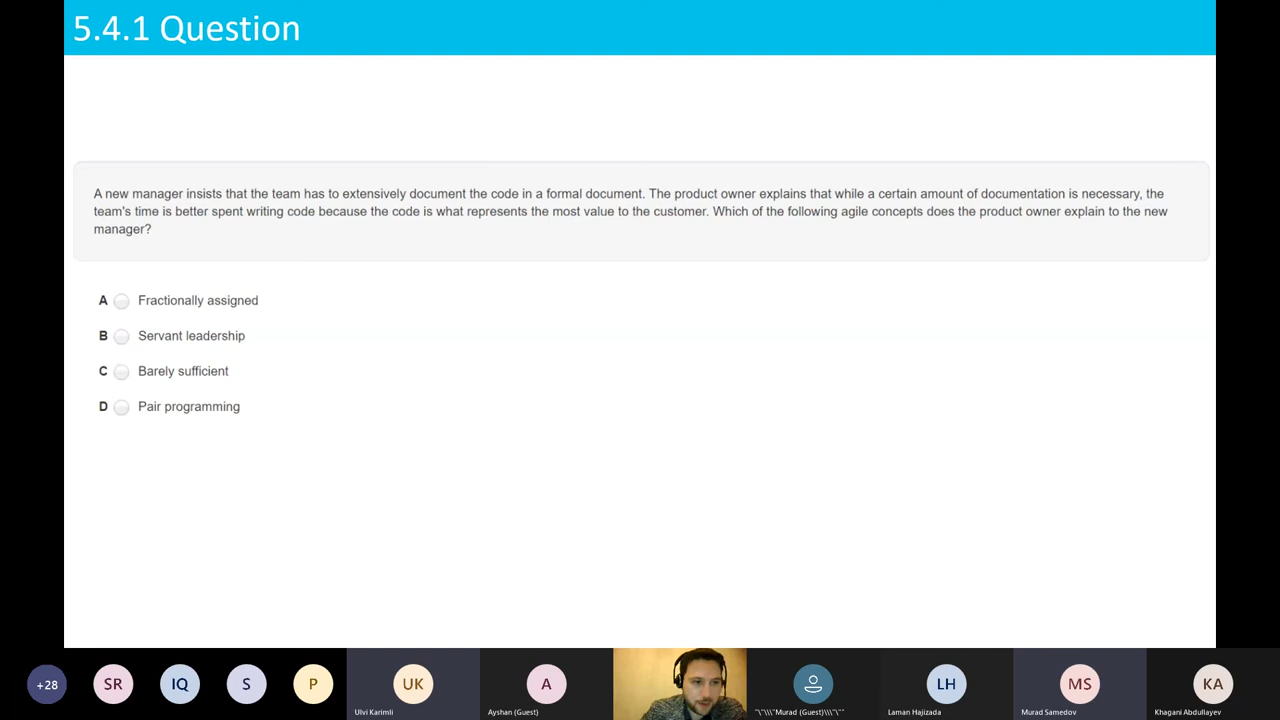 5.4.1 Question
A new manager insists that the team has to extensively document the code in a formal document. The product owner explains that while a certain amount of documentation is necessary, the
team's time is better spent writing code because the code is what represents the most value to the customer. Which of the following agile concepts does the product owner explain to the new
manager?
A Fractionally assigned
B Servant leadership
C Barely sufficient
D Pair programming
+28 SR IQ S P UK A LH MS KA
Ulvi Karimli Ayshan (Guest) "\"\\\"Murad (Guest)\\\"\"" Laman Hajizada Murad Samedov Khagani Abdullayev